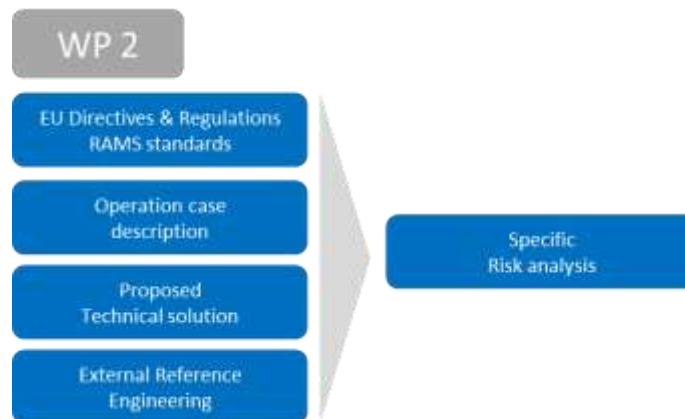 WP 2
EU Directives & Regulations
RAMS standards
Operation case
description
Proposed
Technical solution
External Reference
Engineering
Specific
Risk analysis